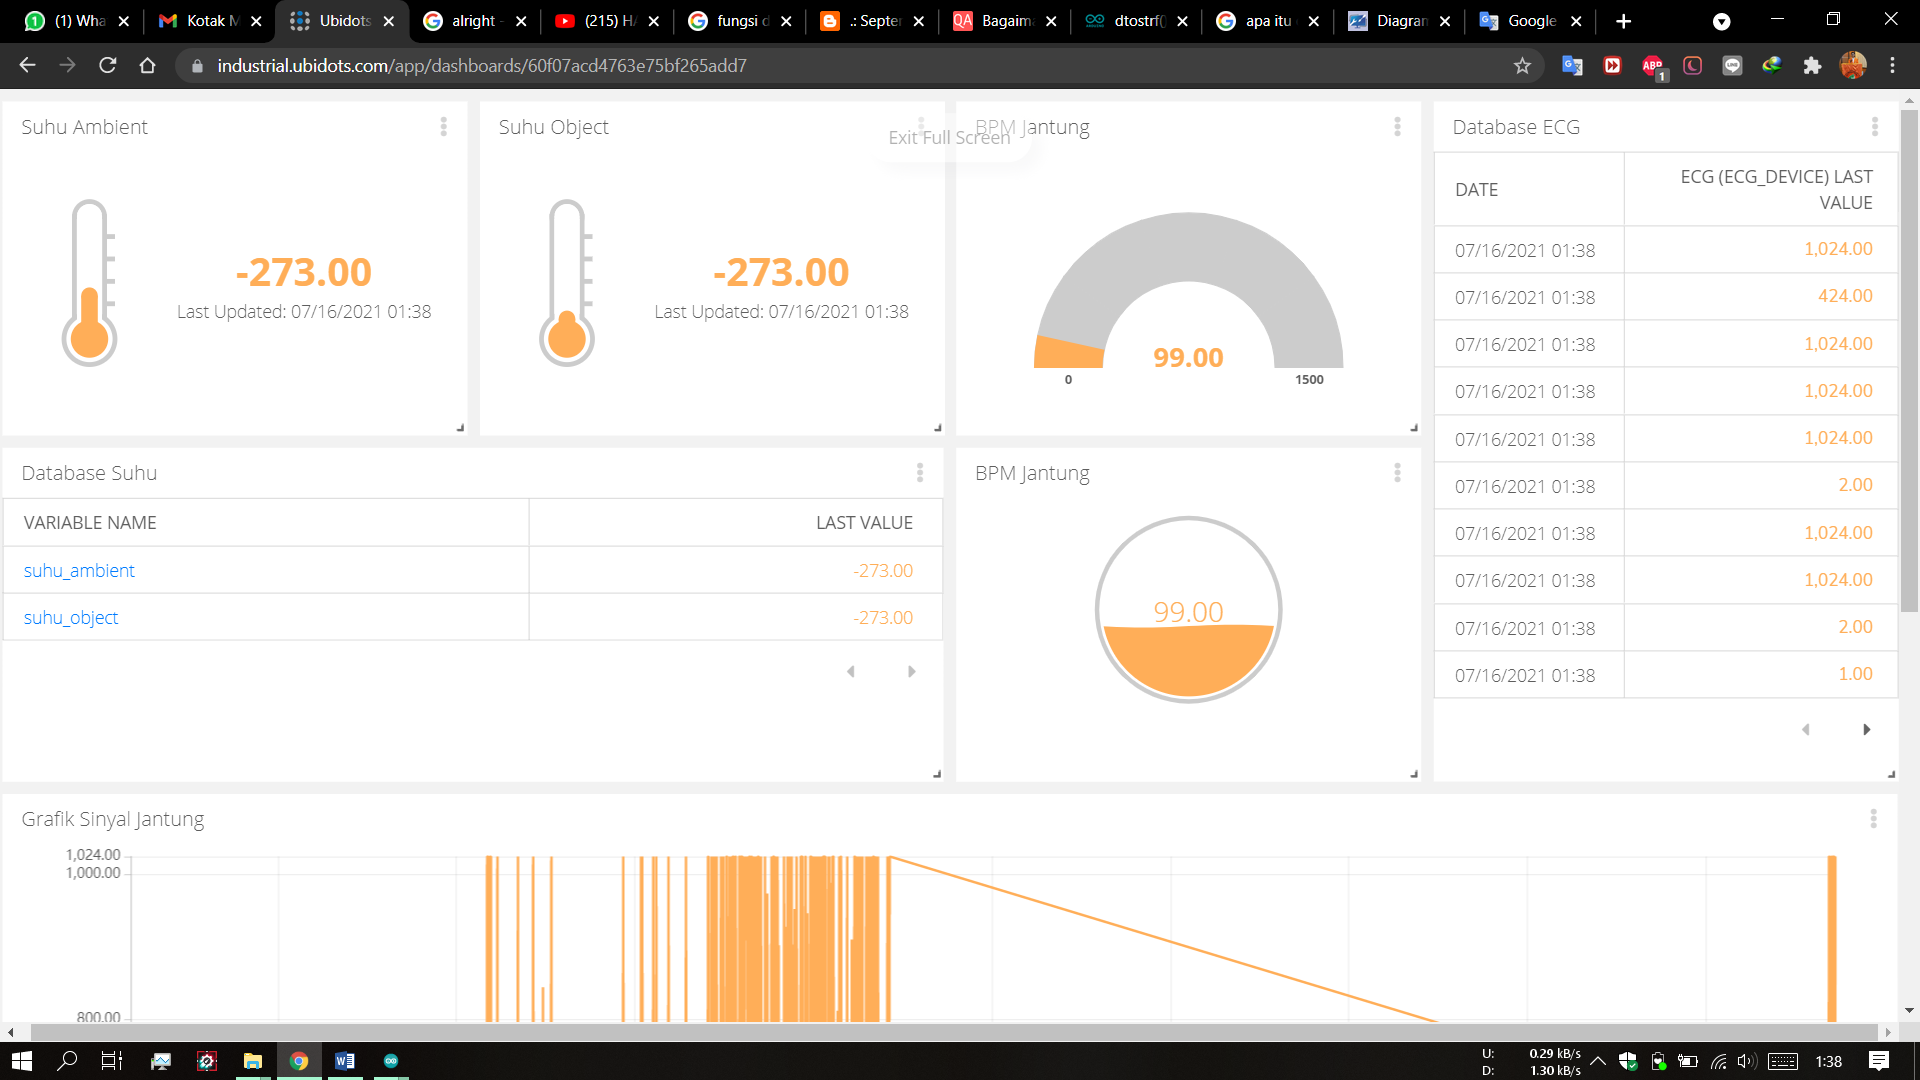 (1) Wha
Kotak M
Ubidots
alright -
(215) HA
fungsi d
.: Septer
QA Bagaim
dtostrf(
apa itu
Diagram
Google
industrial.ubidots.com/app/dashboards/60f07acd4763e75bf265add7
ABP
1
LINE
Suhu Ambient
-273.00
Last Updated: 07/16/2021 01:38
Suhu Object
-273.00
Last Updated: 07/16/2021 01:38
Exit Full Screen
BPM Jantung
99.00
0
1500
Database ECG
DATE
ECG (ECG_DEVICE) LAST
VALUE
07/16/2021 01:38 1,024.00
07/16/2021 01:38 424.00
07/16/2021 01:38 1,024.00
07/16/2021 01:38 1,024.00
07/16/2021 01:38 1,024.00
07/16/2021 01:38 2.00
07/16/2021 01:38 1,024.00
07/16/2021 01:38 1,024.00
07/16/2021 01:38 2.00
07/16/2021 01:38 1.00
Database Suhu
VARIABLE NAME LAST VALUE
suhu_ambient -273.00
suhu_object -273.00
BPM Jantung
99.00
Grafik Sinyal Jantung
1,024.00
1,000.00
800.00
U: 0.29 kB/s
D: 1.30 kB/s
1:38